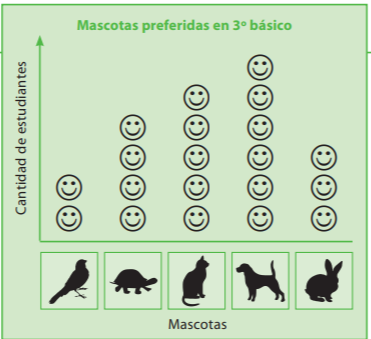 Mascotas preferidas en 3º básico
Cantidad de estudiantes
Mascotas